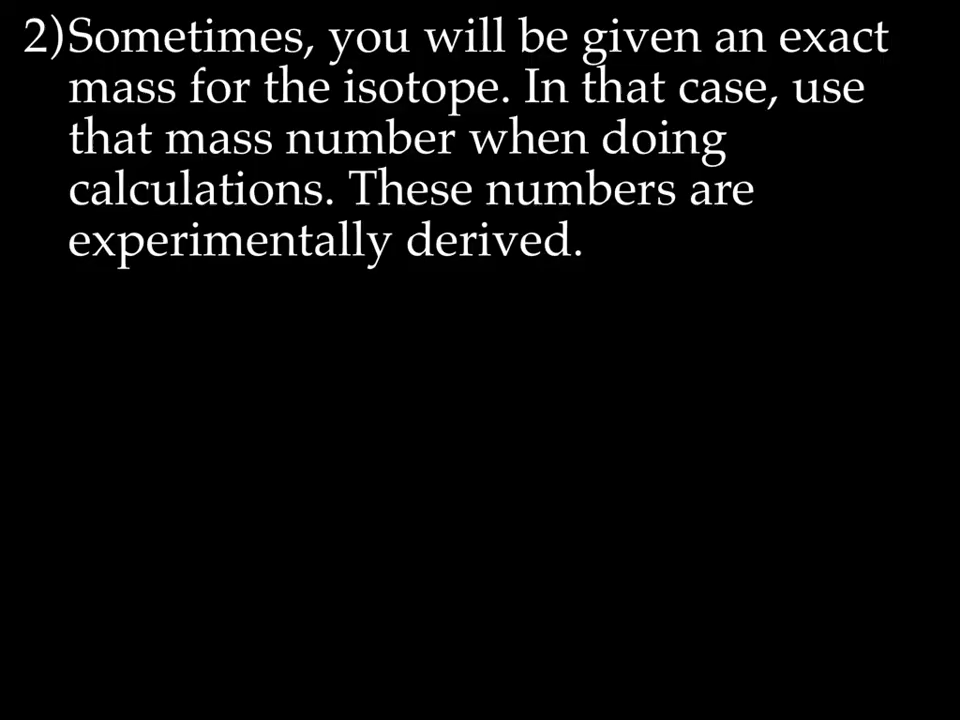 2)Sometimes, you will be given an exact
mass for the isotope. In that case, use
that mass number when doing
calculations. These numbers are
experimentally derived.